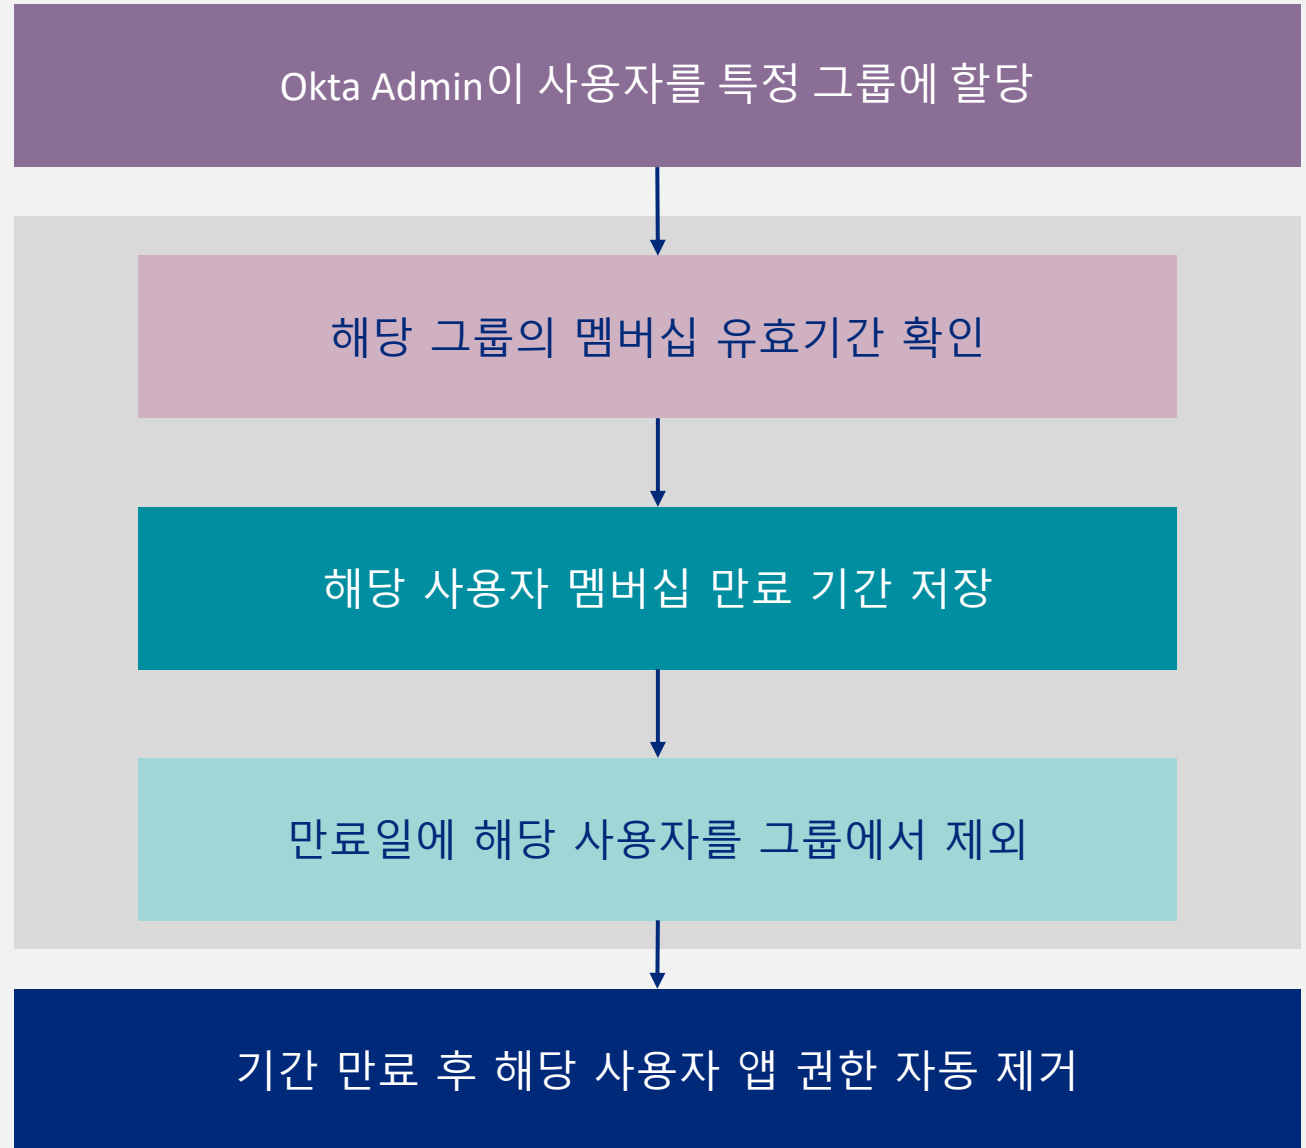 Okta Admin이 사용자를 특정 그룹에 할당
해당 그룹의 멤버십 유효기간 확인
해당 사용자 멤버십 만료 기간 저장
만료일에 해당 사용자를 그룹에서 제외
기간 만료 후 해당 사용자 앱 권한 자동 제거